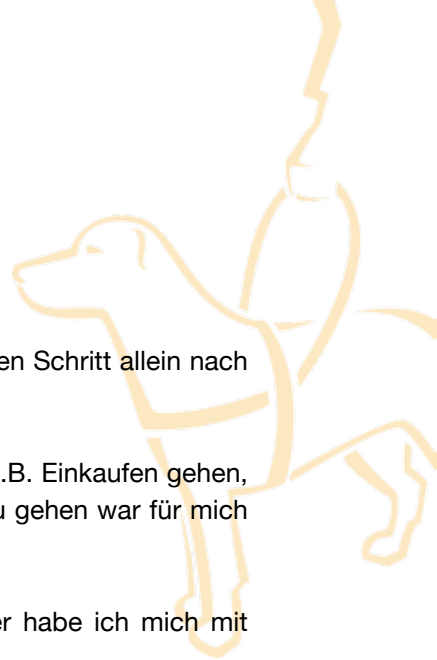 en Schritt allein nach
.B. Einkaufen gehen,
u gehen war für mich
er habe ich mich mit